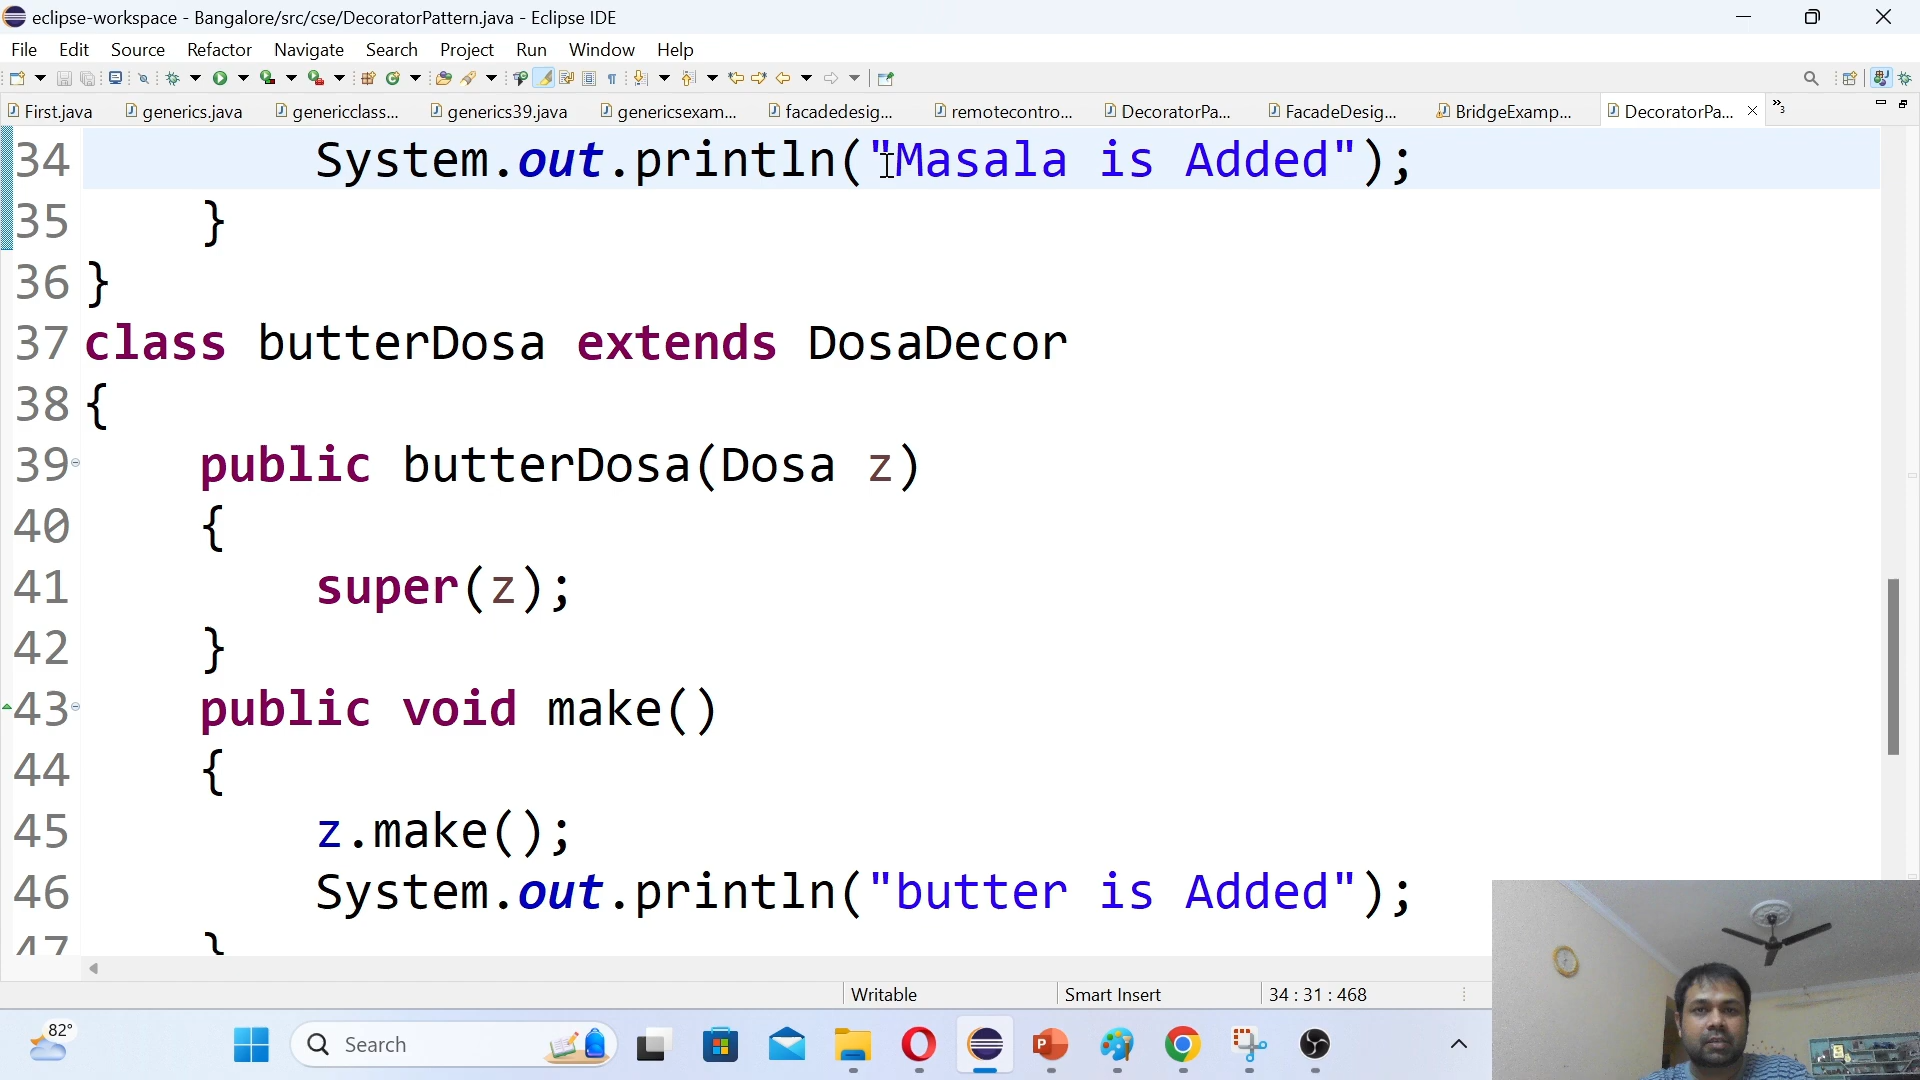 eclipse-workspace - Bangalore/src/cse/DecoratorPattern.java - Eclipse IDE
File Edit Source Refactor Navigate Search Project Run Window Help
First.java generics.java genericclass... generics39.java genericsexam... facadedesig... remotecontro... DecoratorPa... FacadeDesig... BridgeExamp... DecoratorPa... »3
34 System.out.println("Masala is Added");
35 }
36 }
37 class butterDosa extends DosaDecor
38 {
39 public butterDosa(Dosa z)
40 {
41 super(z);
42 }
43 public void make()
44 {
45 z.make();
46 System.out.println("butter is Added");
47 }
Writable Smart Insert 34 : 31 : 468
82° Search